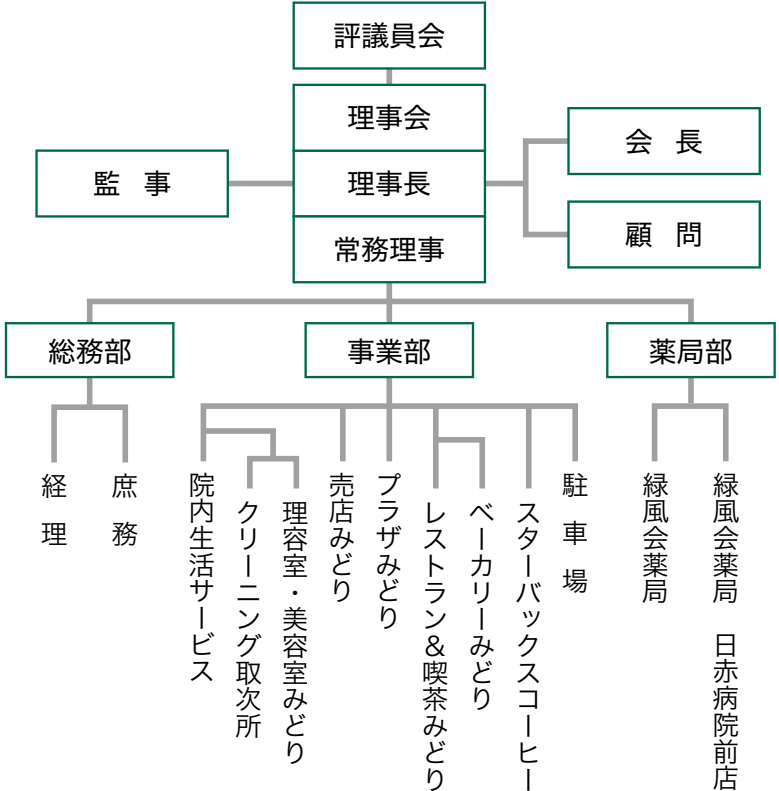 評議員会
理事会
監　事
理事長
会　長
顧　問
常務理事
総務部
事業部
薬局部
経　理
庶　務
院内生活サービス
クリーニング取次所
理容室・美容室みどり
売店みどり
プラザみどり
レストラン＆喫茶みどり
ベーカリーみどり
スターバックスコーヒー
駐　車　場
緑風会薬局
緑風会薬局　日赤病院前店